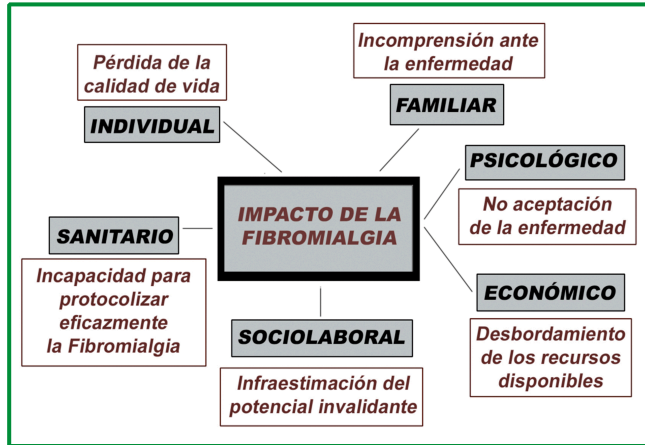 Pérdida de la
calidad de vida
INDIVIDUAL
Incomprensión ante
la enfermedad
FAMILIAR
PSICOLÓGICO
No aceptación
de la enfermedad
IMPACTO DE LA
FIBROMIALGIA
SANITARIO
Incapacidad para
protocolizar
eficazmente
la Fibromialgia
ECONÓMICO
Desbordamiento
de los recursos
disponibles
SOCIOLABORAL
Infraestimación del
potencial invalidante